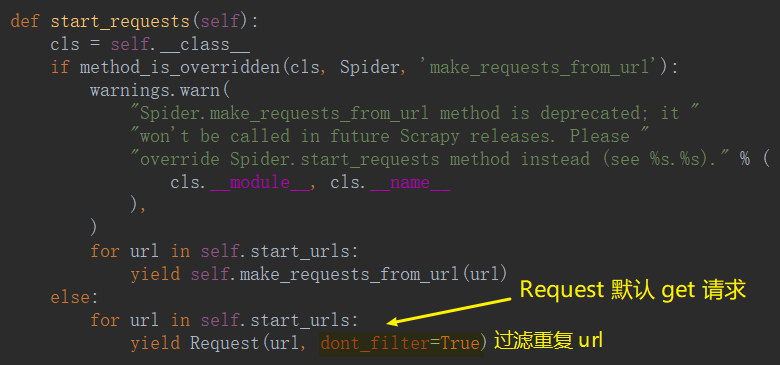 def start_requests(self):
    cls = self.__class__
    if method_is_overridden(cls, Spider, 'make_requests_from_url'):
        warnings.warn(
            "Spider.make_requests_from_url method is deprecated; it "
            "won't be called in future Scrapy releases. Please "
            "override Spider.start_requests method instead (see %s.%s)." % (
                cls.__module__, cls.__name__
            ),
        )
        for url in self.start_urls:
            yield self.make_requests_from_url(url)
    else:
Request 默认 get 请求
        for url in self.start_urls:
            yield Request(url, dont_filter=True) 过滤重复 url